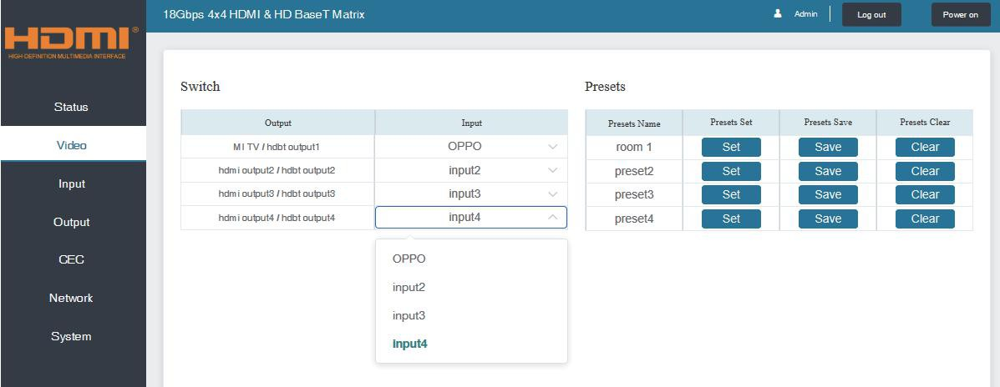 18Gbps 4x4 HDMI & HD BaseT Matrix
Admin
Log out
Power on
HDMI®
HIGH-DEFINITION MULTIMEDIA INTERFACE
Status
Video
Input
Output
CEC
Network
System
Switch
Output Input
MI TV / hdbt output1 OPPO
hdmi output2 / hdbt output2 input2
hdmi output3 / hdbt output3 input3
hdmi output4 / hdbt output4 input4
OPPO
input2
input3
input4
Presets
Presets Name Presets Set Presets Save Presets Clear
room 1 Set Save Clear
preset2 Set Save Clear
preset3 Set Save Clear
preset4 Set Save Clear